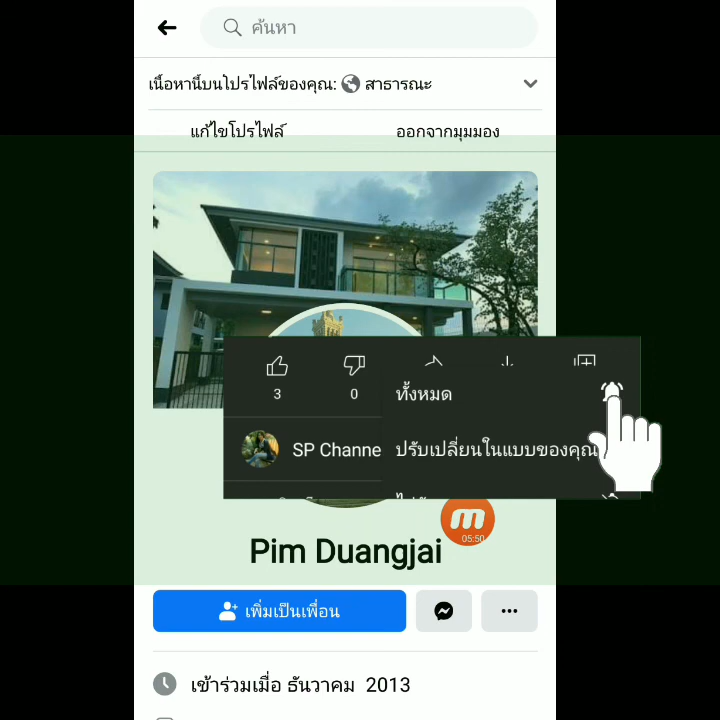 ค้นหา
เนื้อหานี้บนโปรไฟล์ของคุณ: สาธารณะ
แก้ไขโปรไฟล์ ออกจากมุมมอง
3 0 ทั้งหมด
SP Channe ปรับเปลี่ยนในแบบของคุณ
05:50
Pim Duangjai
เพิ่มเป็นเพื่อน
เข้าร่วมเมื่อ ธันวาคม 2013